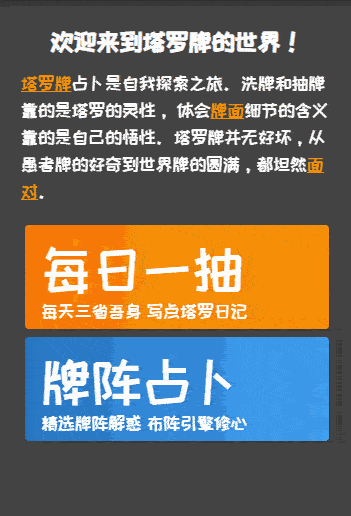 欢迎来到塔罗牌的世界！
塔罗牌占卜是自我探索之旅．洗牌和抽牌
靠的是塔罗的灵性，体会牌面细节的含义
靠的是自己的悟性．塔罗牌并无好坏，从
愚者牌的好奇到世界牌的圆满，都坦然面
对．
每日一抽
每天三省吾身 写点塔罗日记
牌阵占卜
精选牌阵解惑 布阵引擎修心